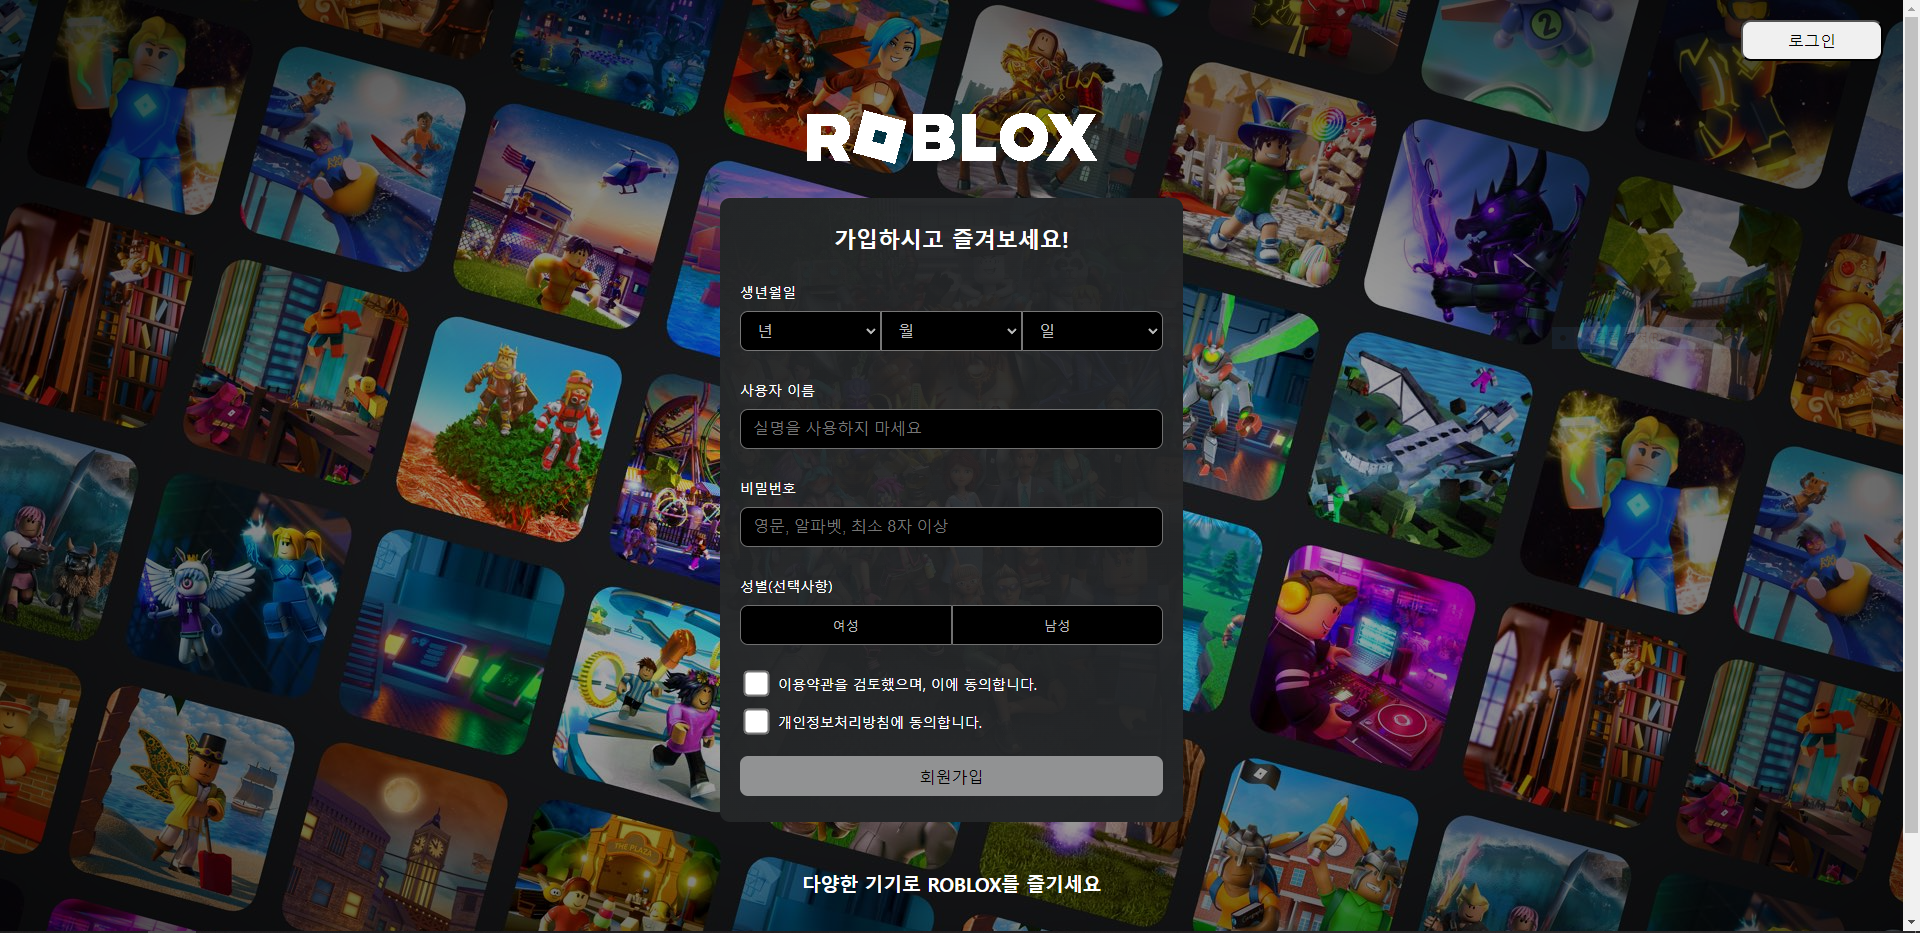 로그인
ROBLOX
가입하시고 즐겨보세요!
생년월일
년 월 일
사용자 이름
실명을 사용하지 마세요
비밀번호
영문, 알파벳, 최소 8자 이상
성별(선택사항)
여성 남성
이용약관을 검토했으며, 이에 동의합니다.
개인정보처리방침에 동의합니다.
회원가입
THE PLAZA
다양한 기기로 ROBLOX를 즐기세요